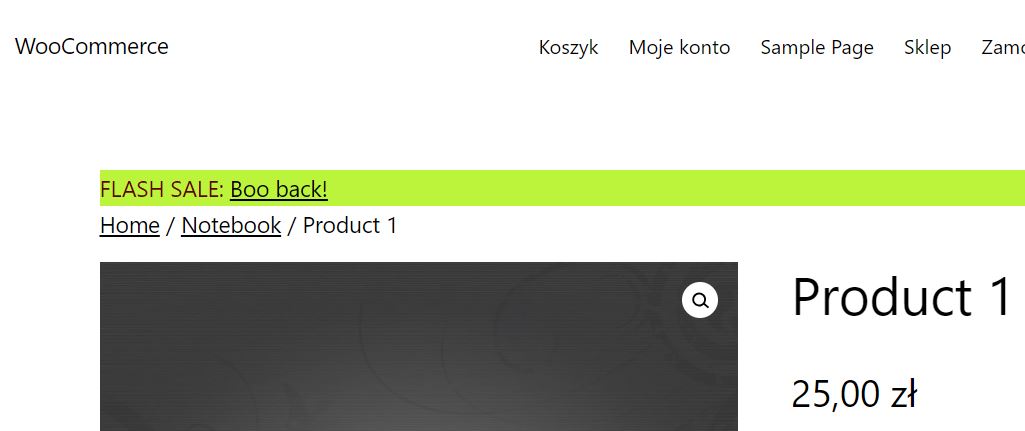 WooCommerce Koszyk Moje konto Sample Page Sklep
FLASH SALE: Boo back!
Home / Notebook / Product 1
Product 1
25,00 zł